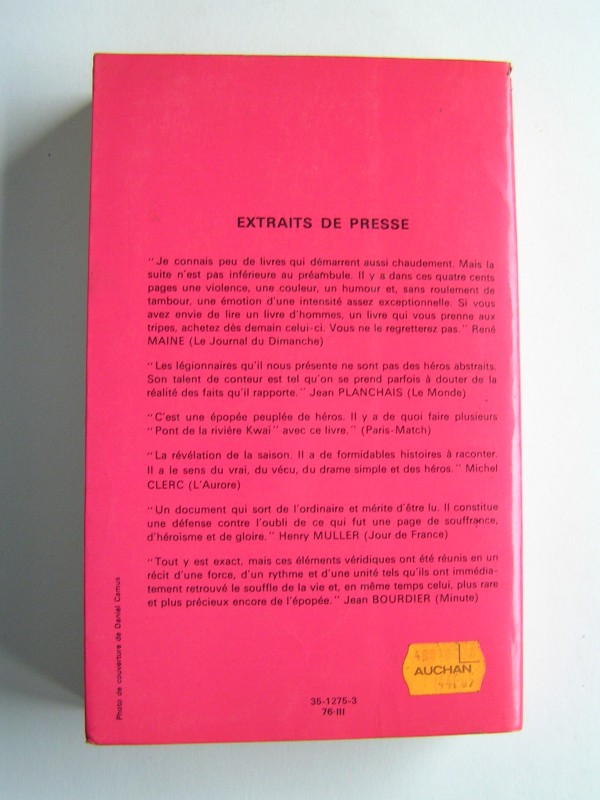 EXTRAITS DE PRESSE
"Je connais peu de livres qui démarrent aussi chaudement. Mais la
suite n'est pas inférieure au préambule. Il y a dans ces quatre cents
pages une violence, une couleur, un humour et, sans roulement de
tambour, une émotion d'une intensité assez exceptionnelle. Si vous
avez envie de lire un livre d'hommes, un livre qui vous prenne aux
tripes, achetez dès demain celui-ci. Vous ne le regretterez pas." René
MAINE (Le Journal du Dimanche)
"Les légionnaires qu'il nous présente ne sont pas des héros abstraits.
Son talent de conteur est tel qu'on se prend parfois à douter de la
réalité des faits qu'il rapporte." Jean PLANCHAIS (Le Monde)
"C'est une épopée peuplée de héros. Il y a de quoi faire plusieurs
"Pont de la rivière Kwaï" avec ce livre." (Paris-Match)
"La révélation de la saison. Il a de formidables histoires à raconter.
Il a le sens du vrai, du vécu, du drame simple et des héros." Michel
CLERC (L'Aurore)
"Un document qui sort de l'ordinaire et mérite d'être lu. Il constitue
une défense contre l'oubli de ce qui fut une page de souffrance,
d'héroïsme et de gloire." Henry MULLER (Jour de France)
"Tout y est exact, mais ces éléments véridiques ont été réunis en un
récit d'une force, d'un rythme et d'une unité tels qu'ils ont immédia-
tement retrouvé le souffle de la vie et, en même temps celui, plus rare
et plus précieux encore de l'épopée." Jean BOURDIER (Minute)
Photo de couverture de Daniel Camus
AUCHAN
35-1275-3
76-III